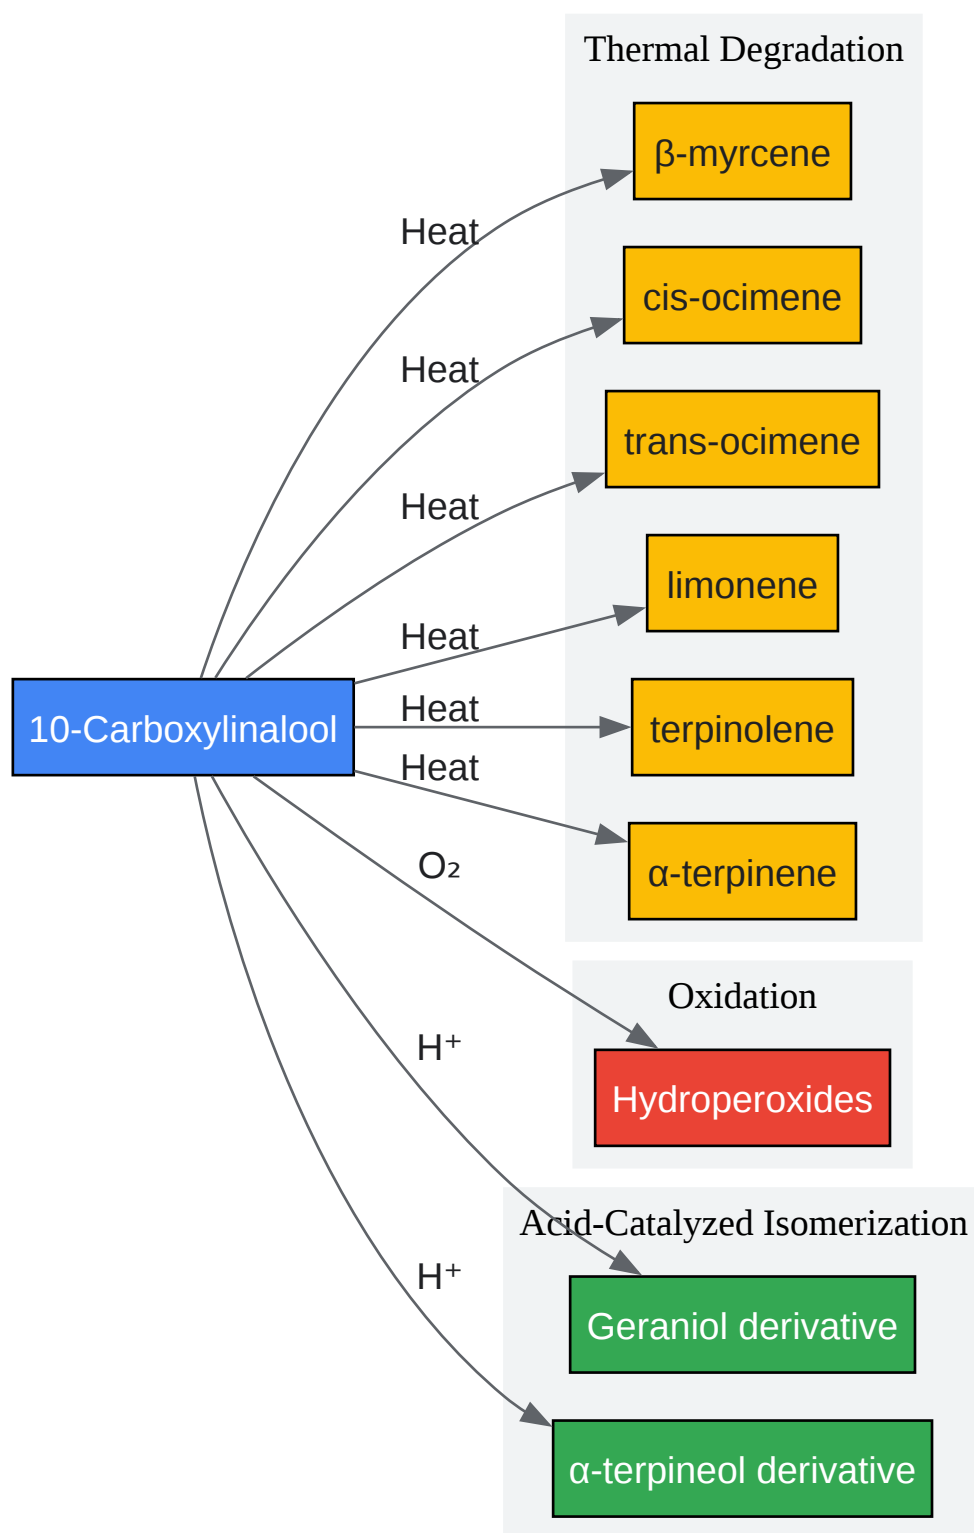 Thermal Degradation
β-myrcene
Heat
cis-ocimene
Heat
trans-ocimene
Heat
limonene
Heat
10-Carboxylinalool
Heat
terpinolene
Heat
α-terpinene
O₂
Oxidation
H⁺
Hydroperoxides
Acid-Catalyzed Isomerization
H⁺
Geraniol derivative
α-terpineol derivative